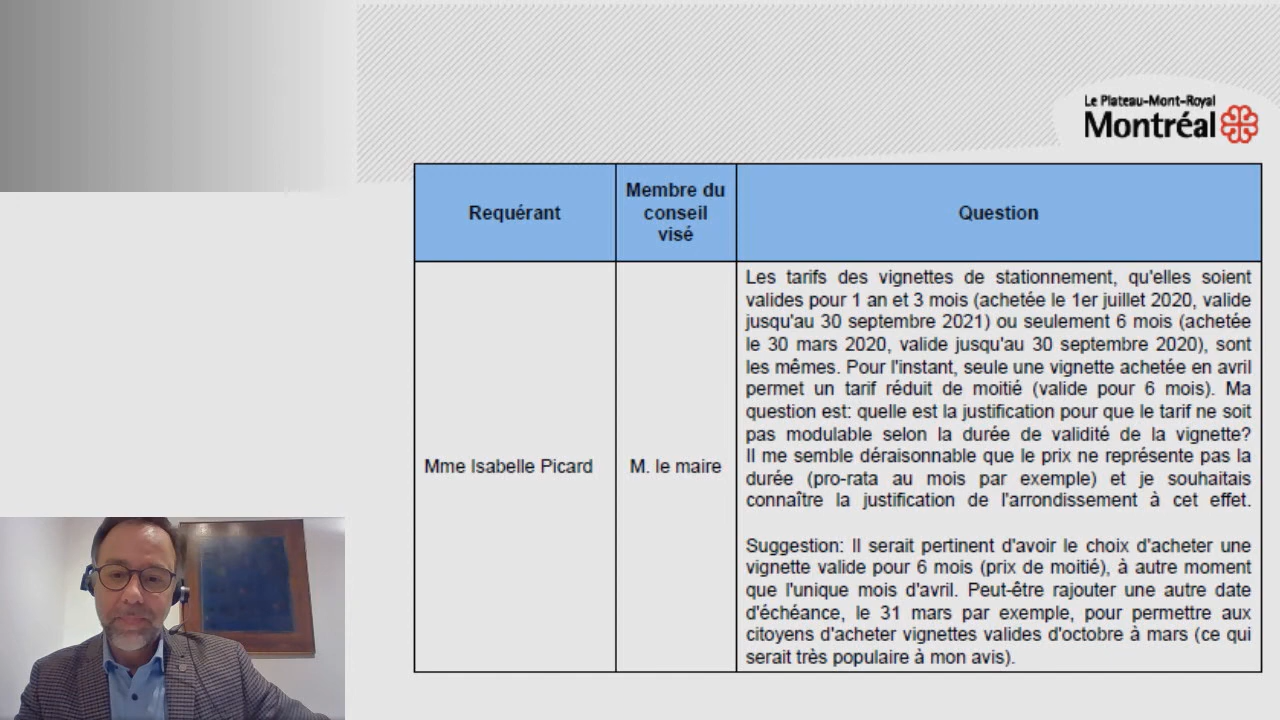 Le Plateau-Mont-Royal
Montréal
Requérant
Membre du
conseil
visé
Question
Mme Isabelle Picard
M. le maire
Les tarifs des vignettes de stationnement, qu'elles soient
valides pour 1 an et 3 mois (achetée le 1er juillet 2020, valide
jusqu'au 30 septembre 2021) ou seulement 6 mois (achetée
le 30 mars 2020, valide jusqu'au 30 septembre 2020), sont
les mêmes. Pour l'instant, seule une vignette achetée en avril
permet un tarif réduit de moitié (valide pour 6 mois). Ma
question est: quelle est la justification pour que le tarif ne soit
pas modulable selon la durée de validité de la vignette?
Il me semble déraisonnable que le prix ne représente pas la
durée (pro-rata au mois par exemple) et je souhaitais
connaître la justification de l'arrondissement à cet effet.
Suggestion: Il serait pertinent d'avoir le choix d'acheter une
vignette valide pour 6 mois (prix de moitié), à autre moment
que l'unique mois d'avril. Peut-être rajouter une autre date
d'échéance, le 31 mars par exemple, pour permettre aux
citoyens d'acheter vignettes valides d'octobre à mars (ce qui
serait très populaire à mon avis).